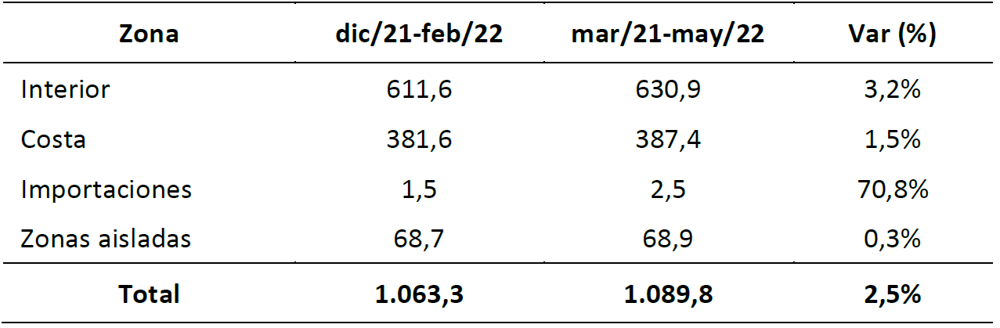 Zona dic/21-feb/22 mar/21-may/22 Var (%)
Interior 611,6 630,9 3,2%
Costa 381,6 387,4 1,5%
Importaciones 1,5 2,5 70,8%
Zonas aisladas 68,7 68,9 0,3%
Total 1.063,3 1.089,8 2,5%